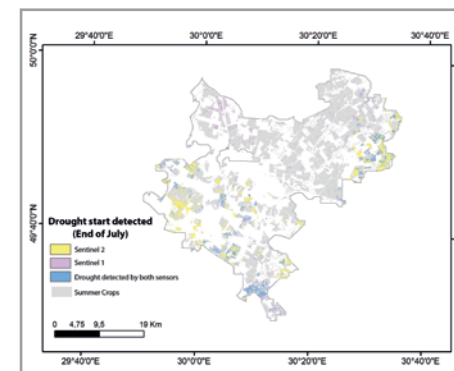 29°40'0"E 30°0'0"E 30°20'0"E 30°40'0"E
50°0'0"N
49°40'0"N
Drought start detected
(End of July)
Sentinel 2
Sentinel 1
Drought detected by both sensors
Summer Crops
0 4,75 9,5 19 Km
29°40'0"E 30°0'0"E 30°20'0"E 30°40'0"E